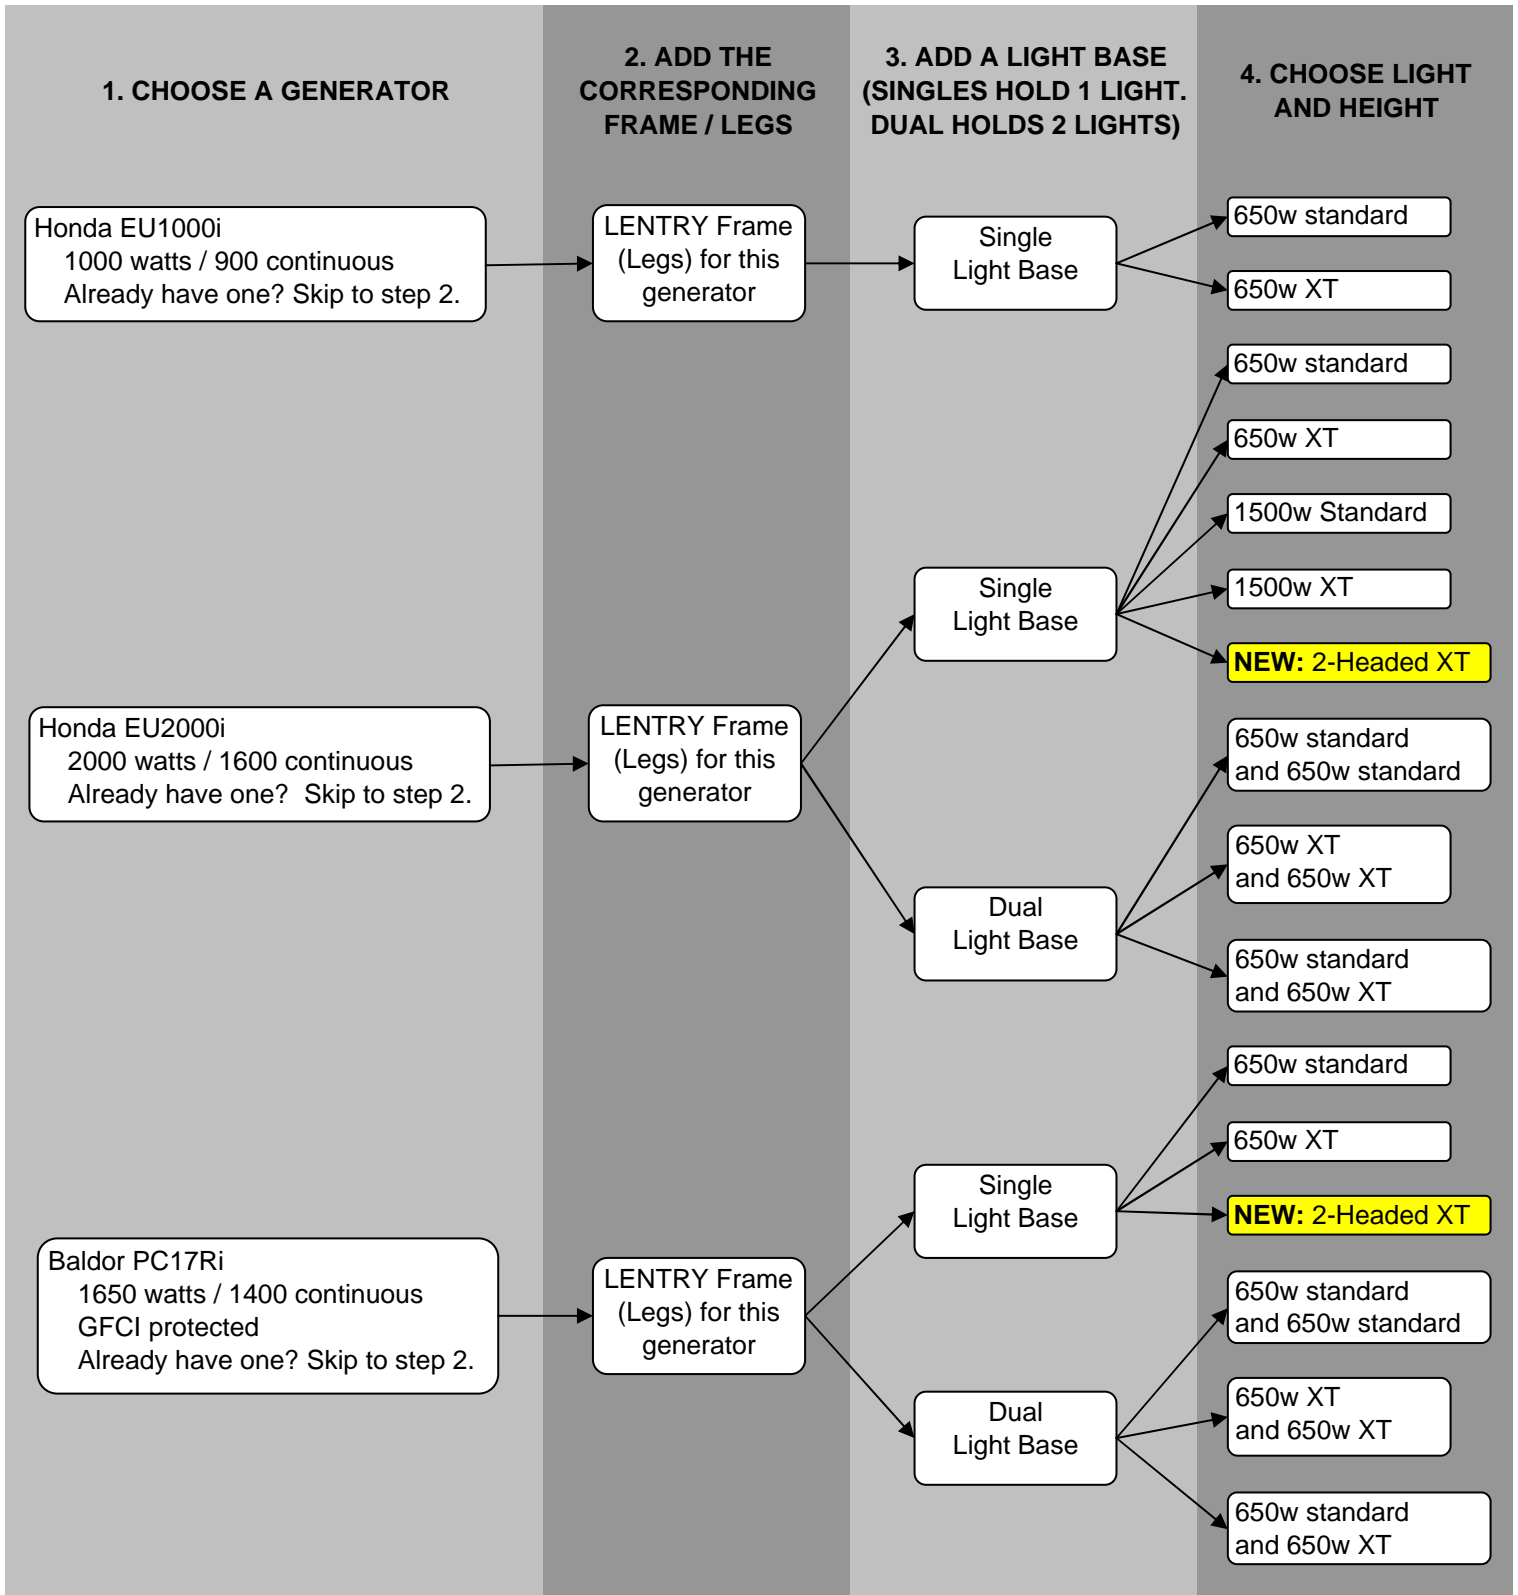 1. CHOOSE A GENERATOR
2. ADD THE
CORRESPONDING
FRAME / LEGS
3. ADD A LIGHT BASE
(SINGLES HOLD 1 LIGHT.
DUAL HOLDS 2 LIGHTS)
4. CHOOSE LIGHT
AND HEIGHT
Honda EU1000i
1000 watts / 900 continuous
Already have one? Skip to step 2.
LENTRY Frame
(Legs) for this
generator
Single
Light Base
650w standard
650w XT
Honda EU2000i
2000 watts / 1600 continuous
Already have one?  Skip to step 2.
LENTRY Frame
(Legs) for this
generator
Single
Light Base
650w standard
650w XT
1500w Standard
1500w XT
NEW: 2-Headed XT
Dual
Light Base
650w standard
and 650w standard
650w XT
and 650w XT
650w standard
and 650w XT
Baldor PC17Ri
1650 watts / 1400 continuous
GFCI protected
Already have one? Skip to step 2.
LENTRY Frame
(Legs) for this
generator
Single
Light Base
650w standard
650w XT
NEW: 2-Headed XT
Dual
Light Base
650w standard
and 650w standard
650w XT
and 650w XT
650w standard
and 650w XT